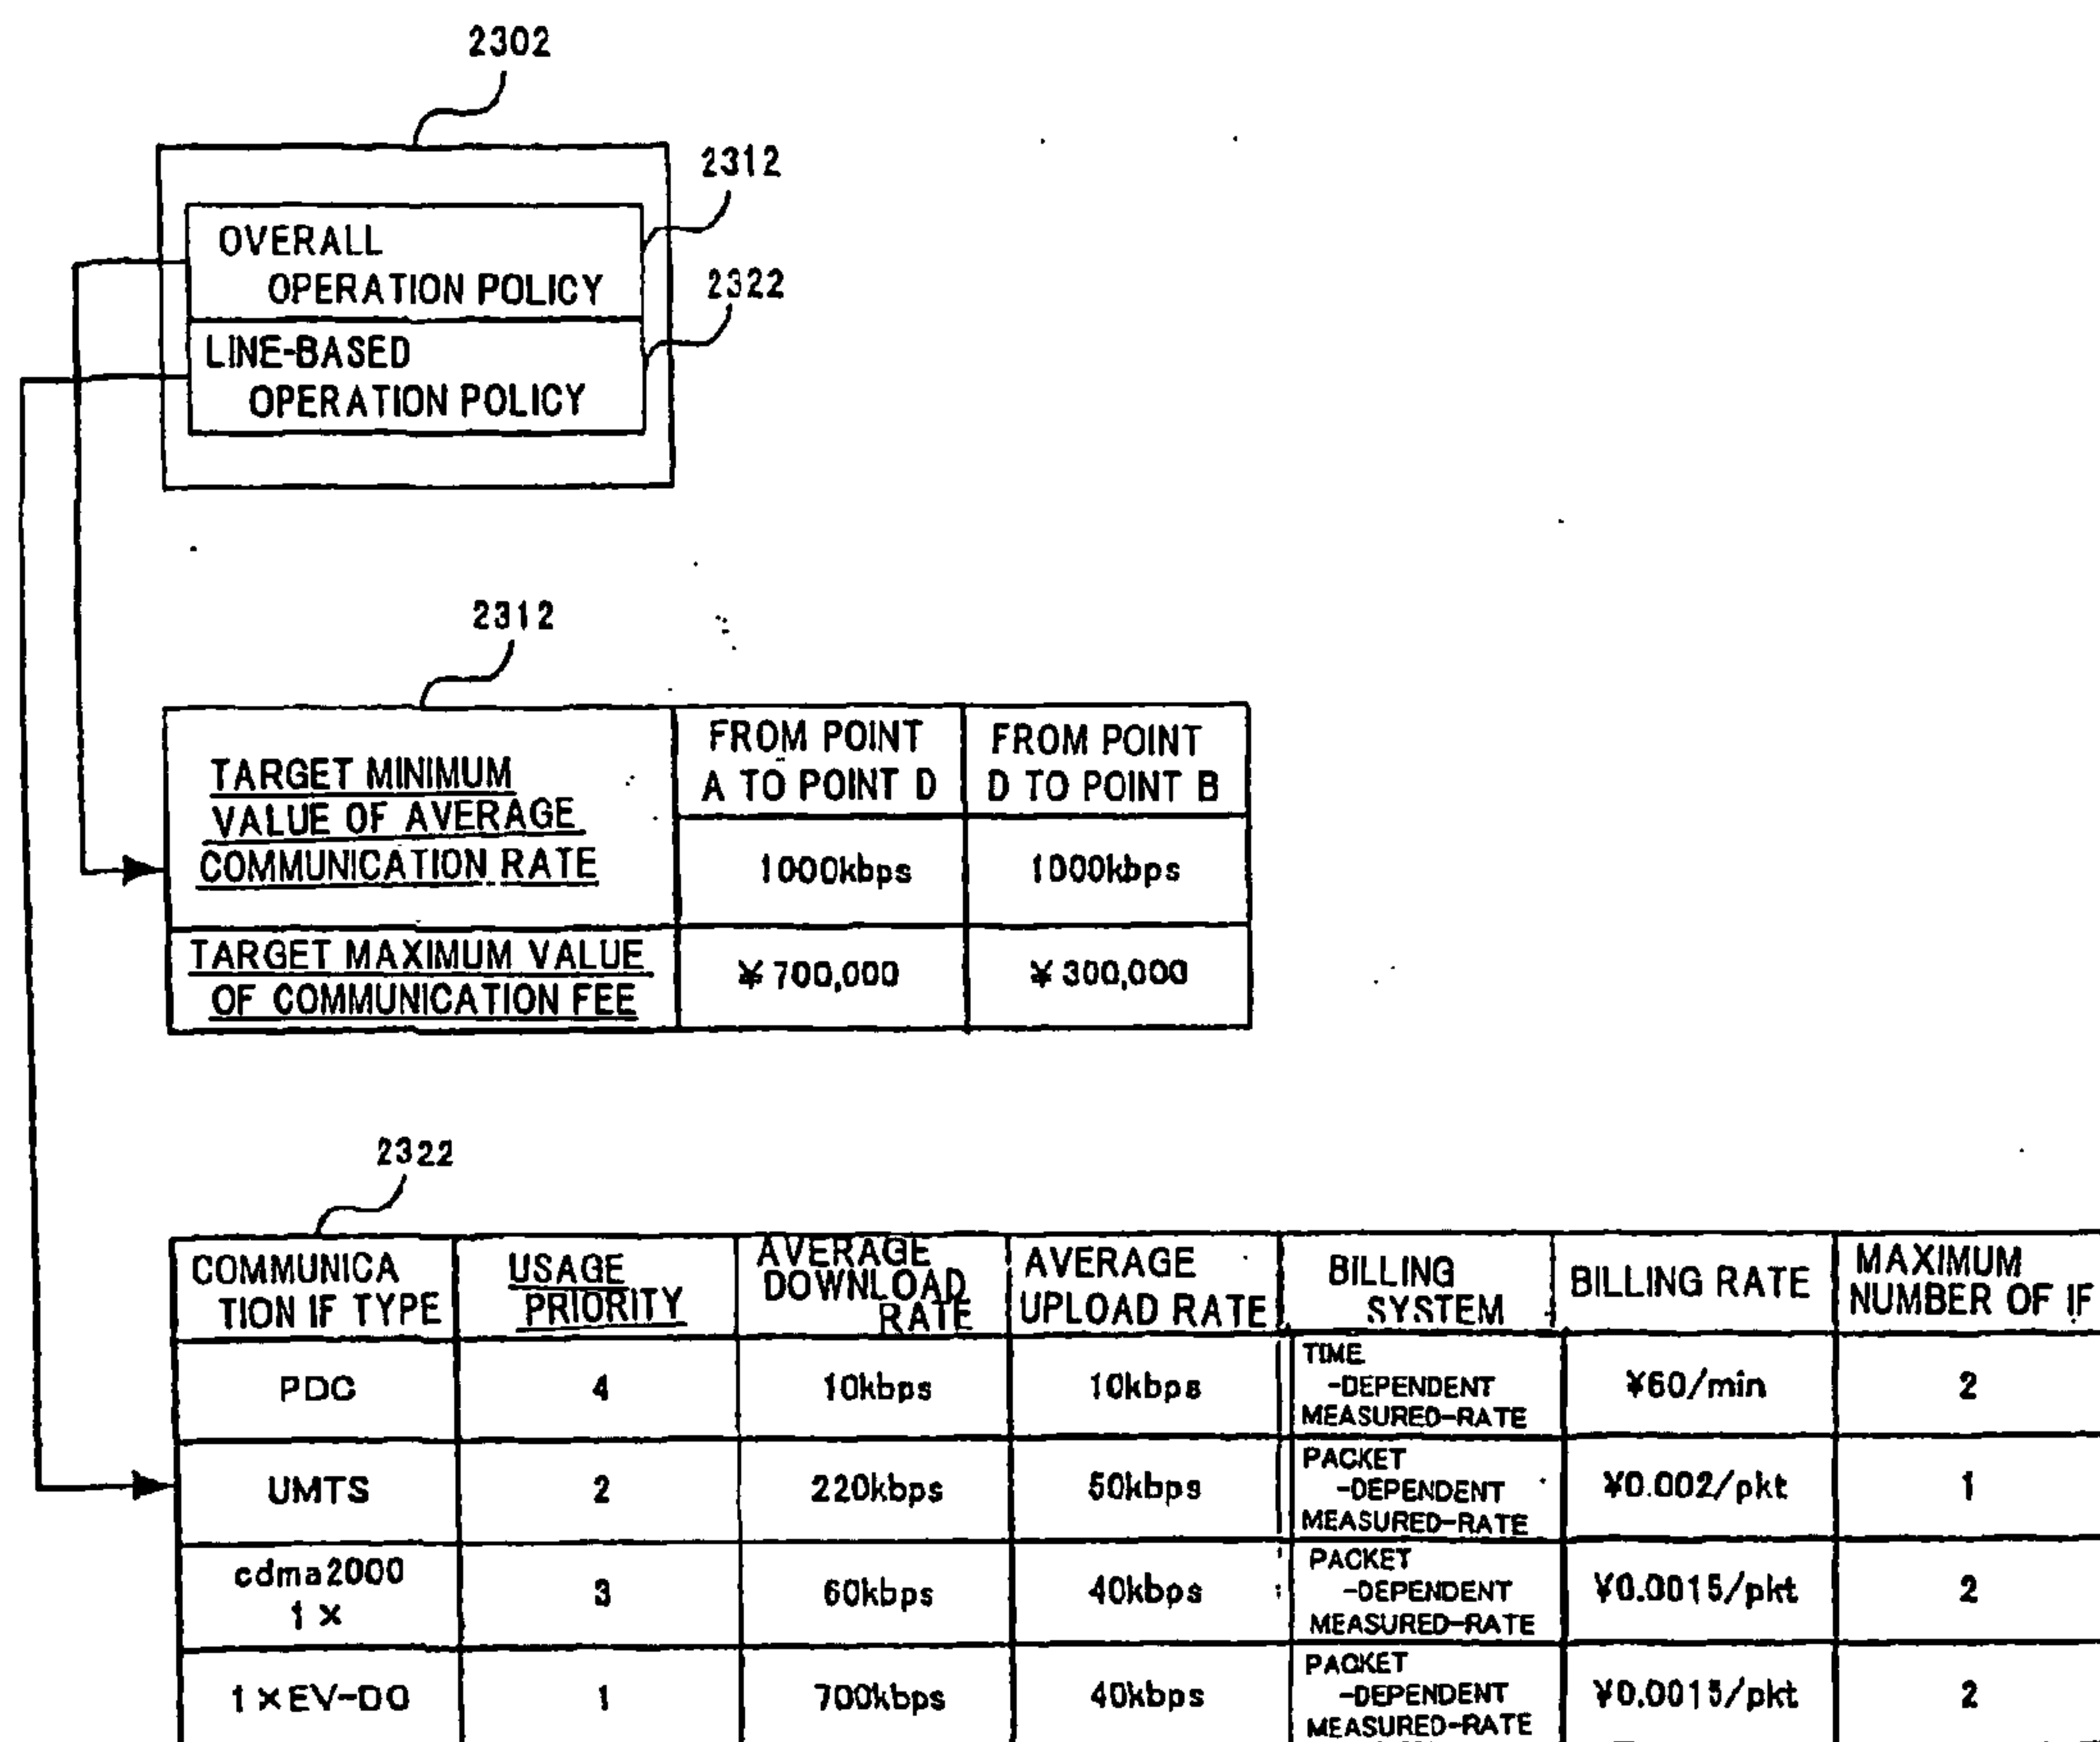 2302
2312
OVERALL
OPERATION POLICY
2322
LINE-BASED
OPERATION POLICY
2312
TARGET MINIMUM
VALUE OF AVERAGE
COMMUNICATION RATE
FROM POINT
A TO POINT D
FROM POINT
D TO POINT B
1000kbps
1000kbps
TARGET MAXIMUM VALUE
OF COMMUNICATION FEE
¥700,000
¥300,000
2322
COMMUNICA
TION IF TYPE
USAGE
PRIORITY
AVERAGE
DOWNLOAD
RATE
AVERAGE
UPLOAD RATE
BILLING
SYSTEM
BILLING RATE
MAXIMUM
NUMBER OF IF
PDC
4
10kbps
10kbps
TIME
-DEPENDENT
MEASURED-RATE
¥60/min
2
UMTS
2
220kbps
50kbps
PACKET
-DEPENDENT
MEASURED-RATE
¥0.002/pkt
1
cdma2000
1×
3
60kbps
40kbps
PACKET
-DEPENDENT
MEASURED-RATE
¥0.0015/pkt
2
1×EV-DO
1
700kbps
40kbps
PACKET
-DEPENDENT
MEASURED-RATE
¥0.0015/pkt
2